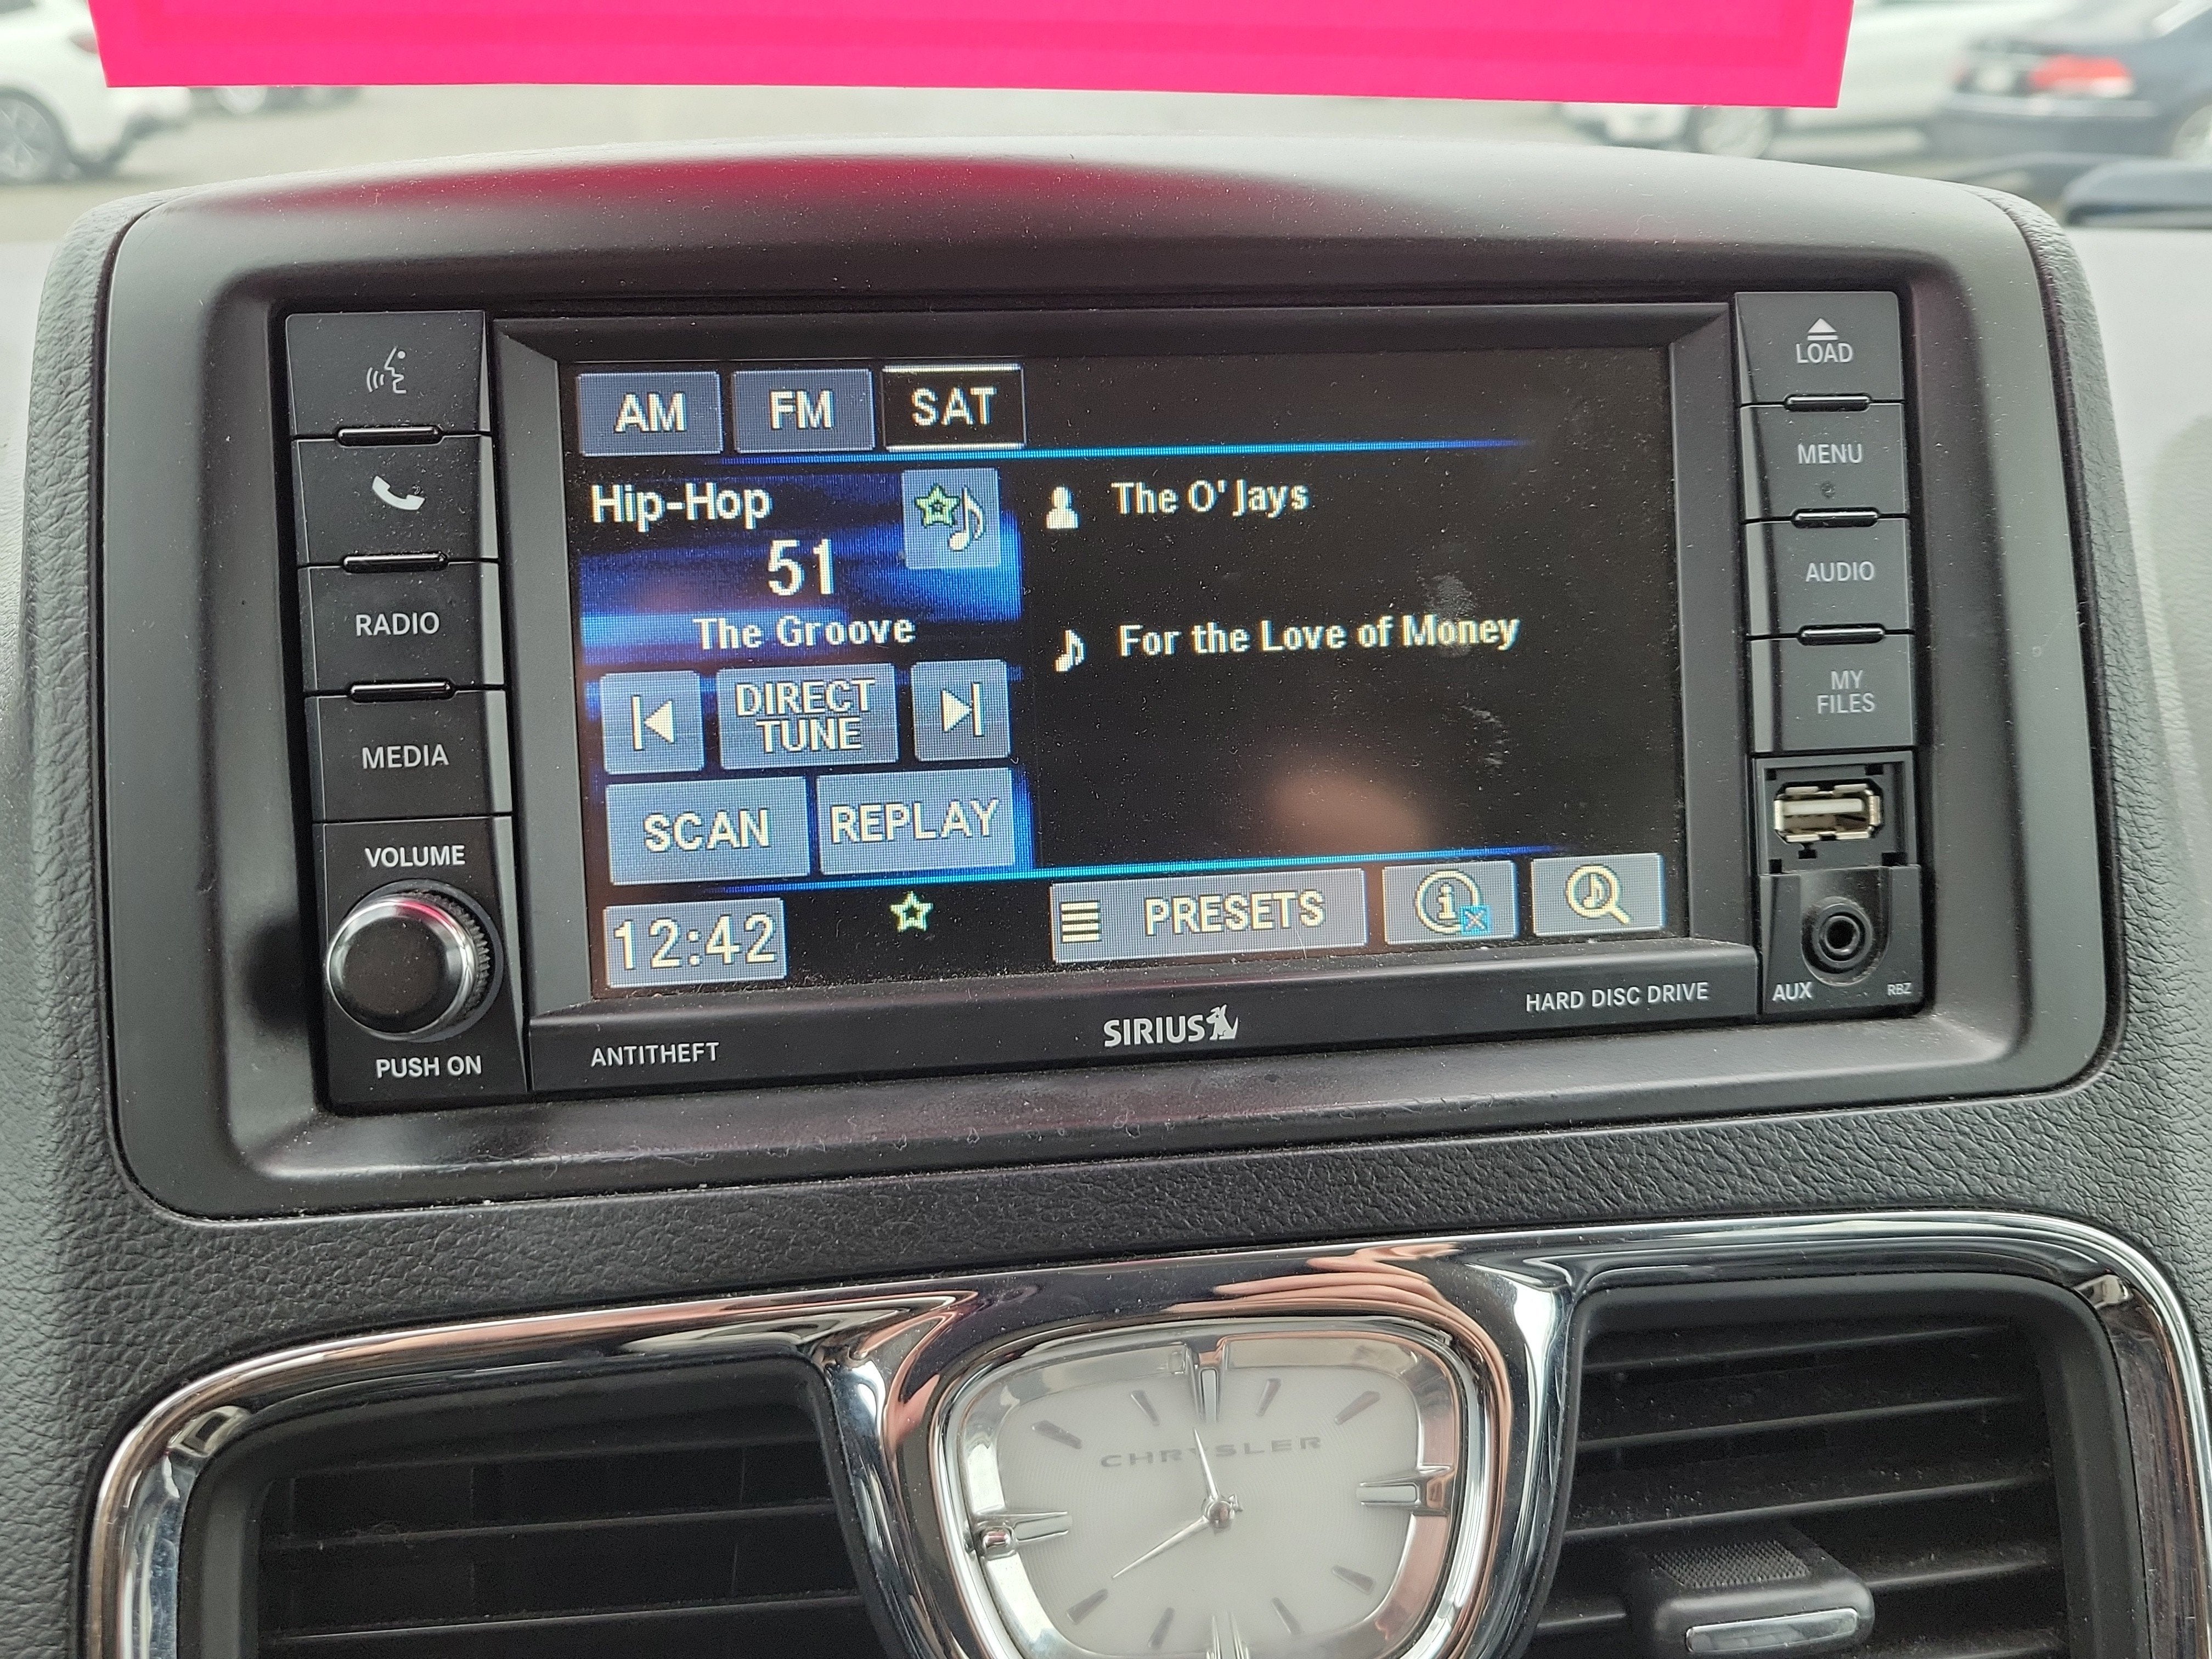 AM FM SAT
Hip-Hop
51
The Groove
The O'Jays
For the Love of Money
DIRECT
TUNE
SCAN REPLAY
12:42
PRESETS
RADIO
MEDIA
VOLUME
PUSH ON
LOAD
MENU
AUDIO
MY
FILES
AUX RBZ
ANTITHEFT
SIRIUS
HARD DISC DRIVE
CHRYSLER